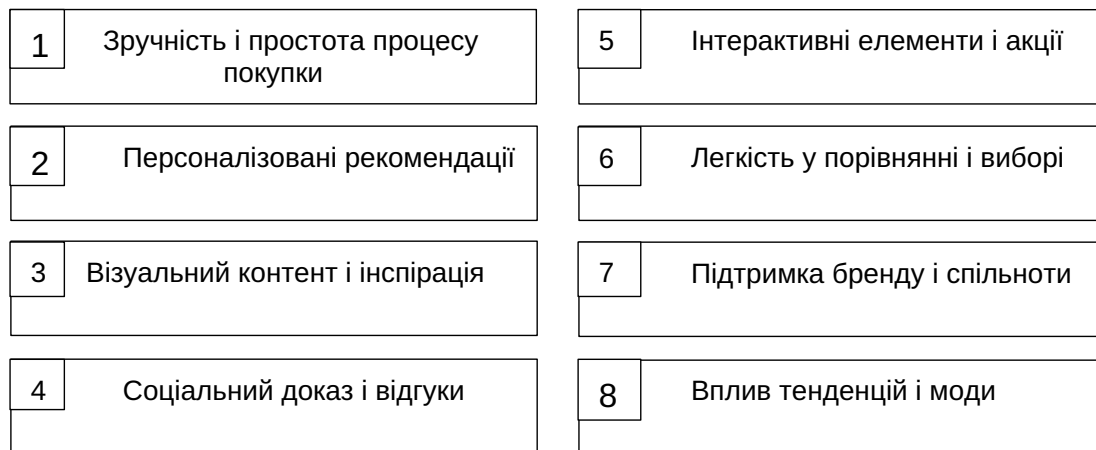 1
Зручність і простота процесу
покупки
2
Персоналізовані рекомендації
3
Візуальний контент і інспірація
4
Соціальний доказ і відгуки
5
Інтерактивні елементи і акції
6
Легкість у порівнянні і виборі
7
Підтримка бренду і спільноти
8
Вплив тенденцій і моди